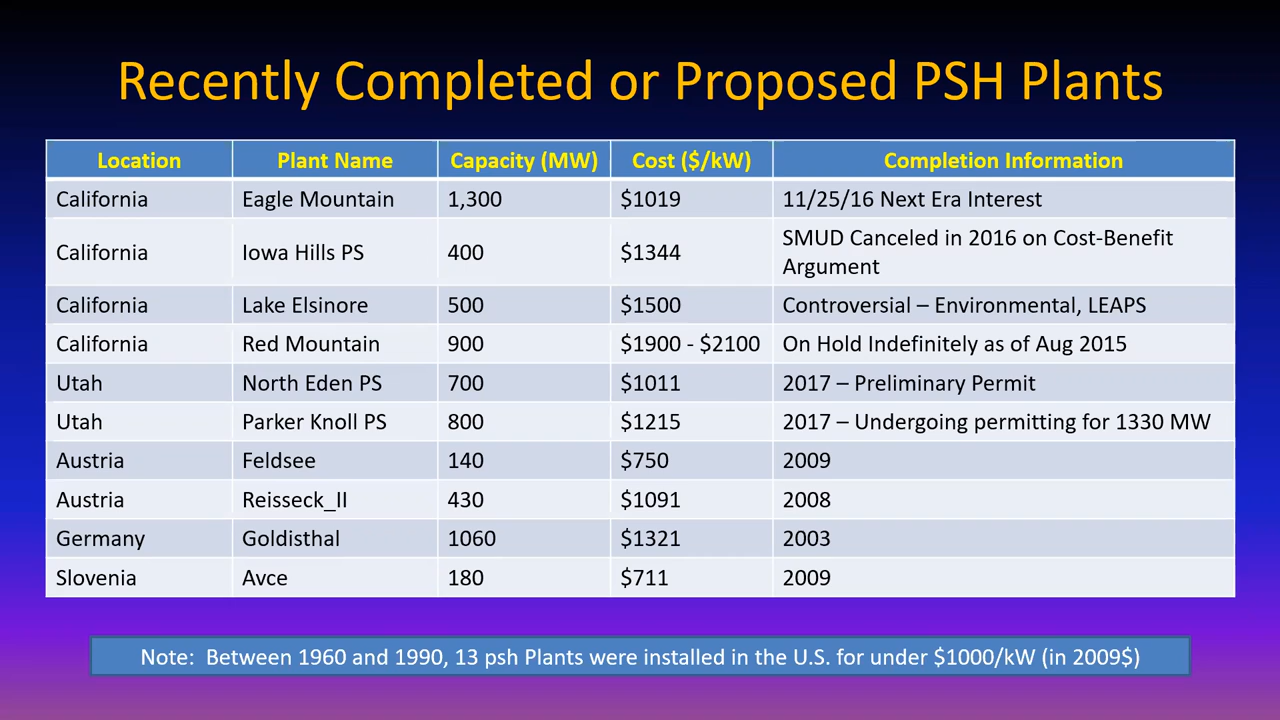 Recently Completed or Proposed PSH Plants
Location Plant Name Capacity (MW) Cost ($/kW) Completion Information
California Eagle Mountain 1,300 $1019 11/25/16 Next Era Interest
California Iowa Hills PS 400 $1344 SMUD Canceled in 2016 on Cost-Benefit
Argument
California Lake Elsinore 500 $1500 Controversial – Environmental, LEAPS
California Red Mountain 900 $1900 - $2100 On Hold Indefinitely as of Aug 2015
Utah North Eden PS 700 $1011 2017 – Preliminary Permit
Utah Parker Knoll PS 800 $1215 2017 – Undergoing permitting for 1330 MW
Austria Feldsee 140 $750 2009
Austria Reisseck_II 430 $1091 2008
Germany Goldisthal 1060 $1321 2003
Slovenia Avce 180 $711 2009
Note: Between 1960 and 1990, 13 psh Plants were installed in the U.S. for under $1000/kW (in 2009$)